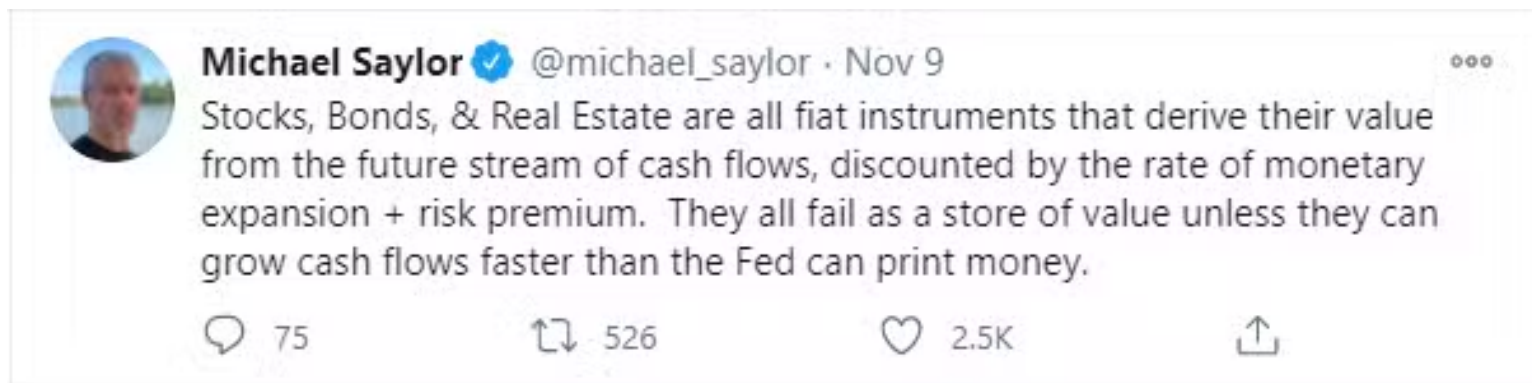 Michael Saylor @michael_saylor · Nov 9
Stocks, Bonds, & Real Estate are all fiat instruments that derive their value
from the future stream of cash flows, discounted by the rate of monetary
expansion + risk premium.  They all fail as a store of value unless they can
grow cash flows faster than the Fed can print money.
75 526 2.5K